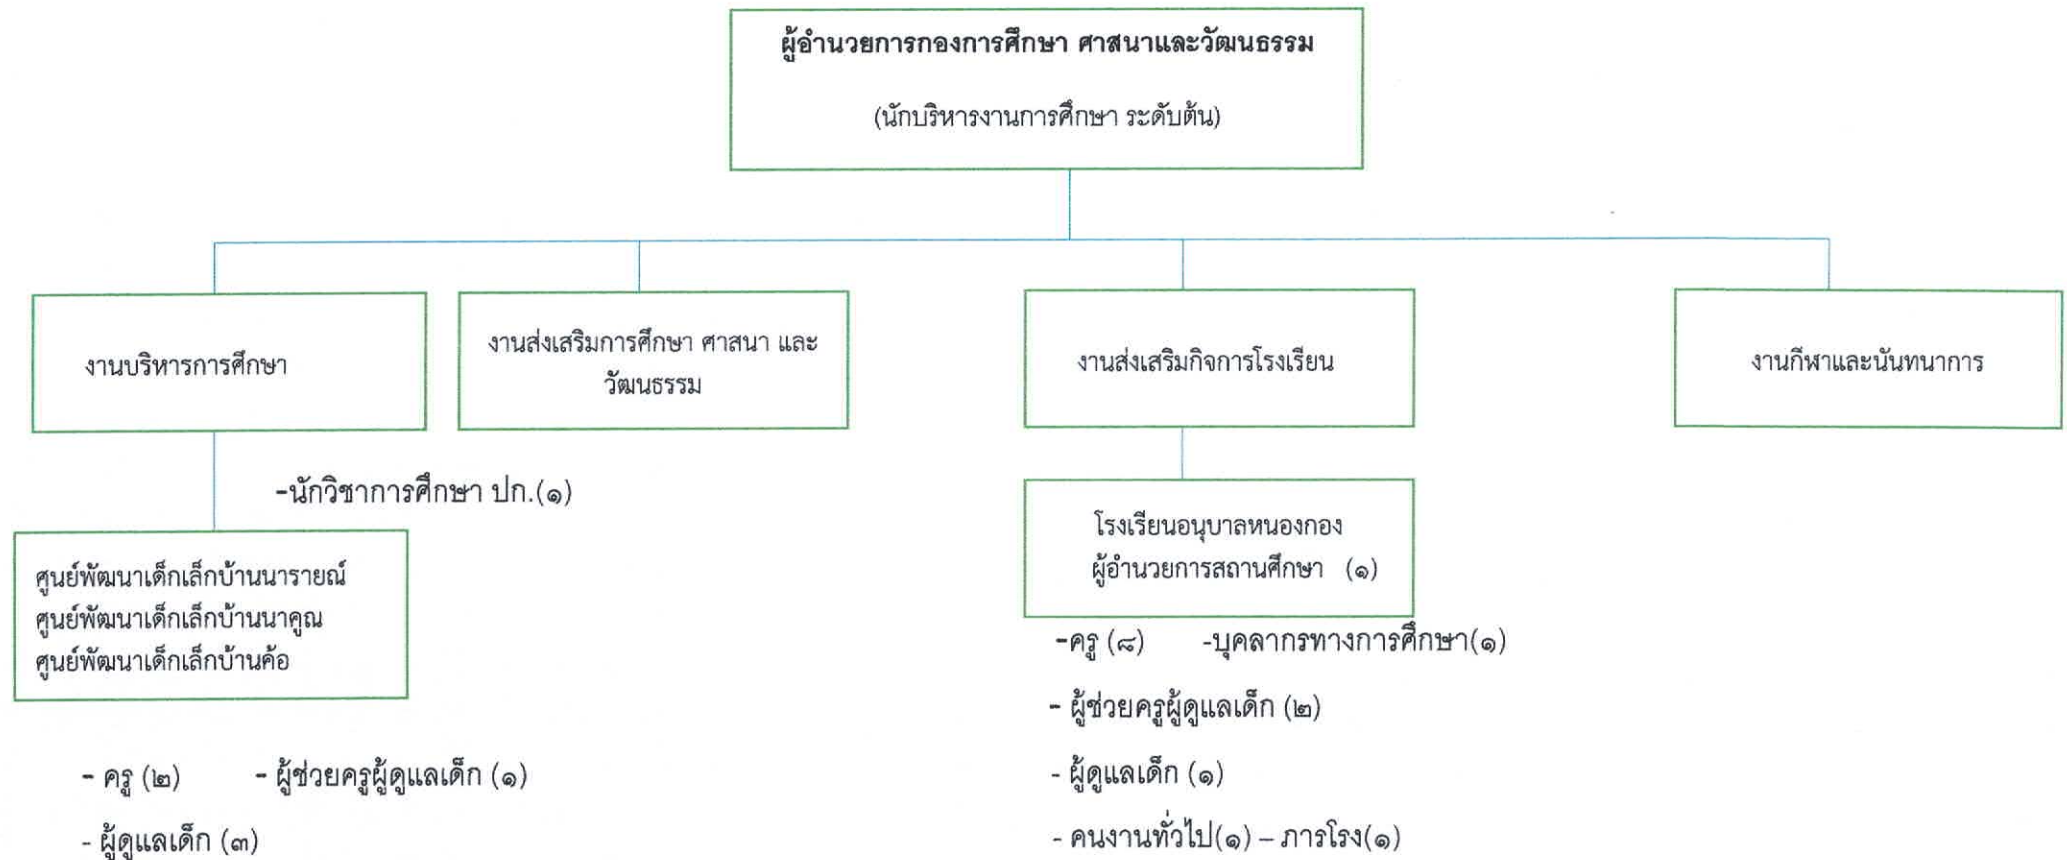 ผู้อำนวยการกองการศึกษา ศาสนาและวัฒนธรรม
(นักบริหารงานการศึกษา ระดับต้น)
งานบริหารการศึกษา
งานส่งเสริมการศึกษา ศาสนา และ
วัฒนธรรม
งานส่งเสริมกิจการโรงเรียน
งานกีฬาและนันทนาการ
-นักวิชาการศึกษา ปก.(๑)
ศูนย์พัฒนาเด็กเล็กบ้านนารายณ์
ศูนย์พัฒนาเด็กเล็กบ้านนาคูณ
ศูนย์พัฒนาเด็กเล็กบ้านค้อ
- ครู (๒) - ผู้ช่วยครูผู้ดูแลเด็ก (๑)
- ผู้ดูแลเด็ก (๓)
โรงเรียนอนุบาลหนองกอง
ผู้อำนวยการสถานศึกษา (๑)
-ครู (๘) -บุคลากรทางการศึกษา(๑)
- ผู้ช่วยครูผู้ดูแลเด็ก (๒)
- ผู้ดูแลเด็ก (๑)
- คนงานทั่วไป(๑) – ภารโรง(๑)